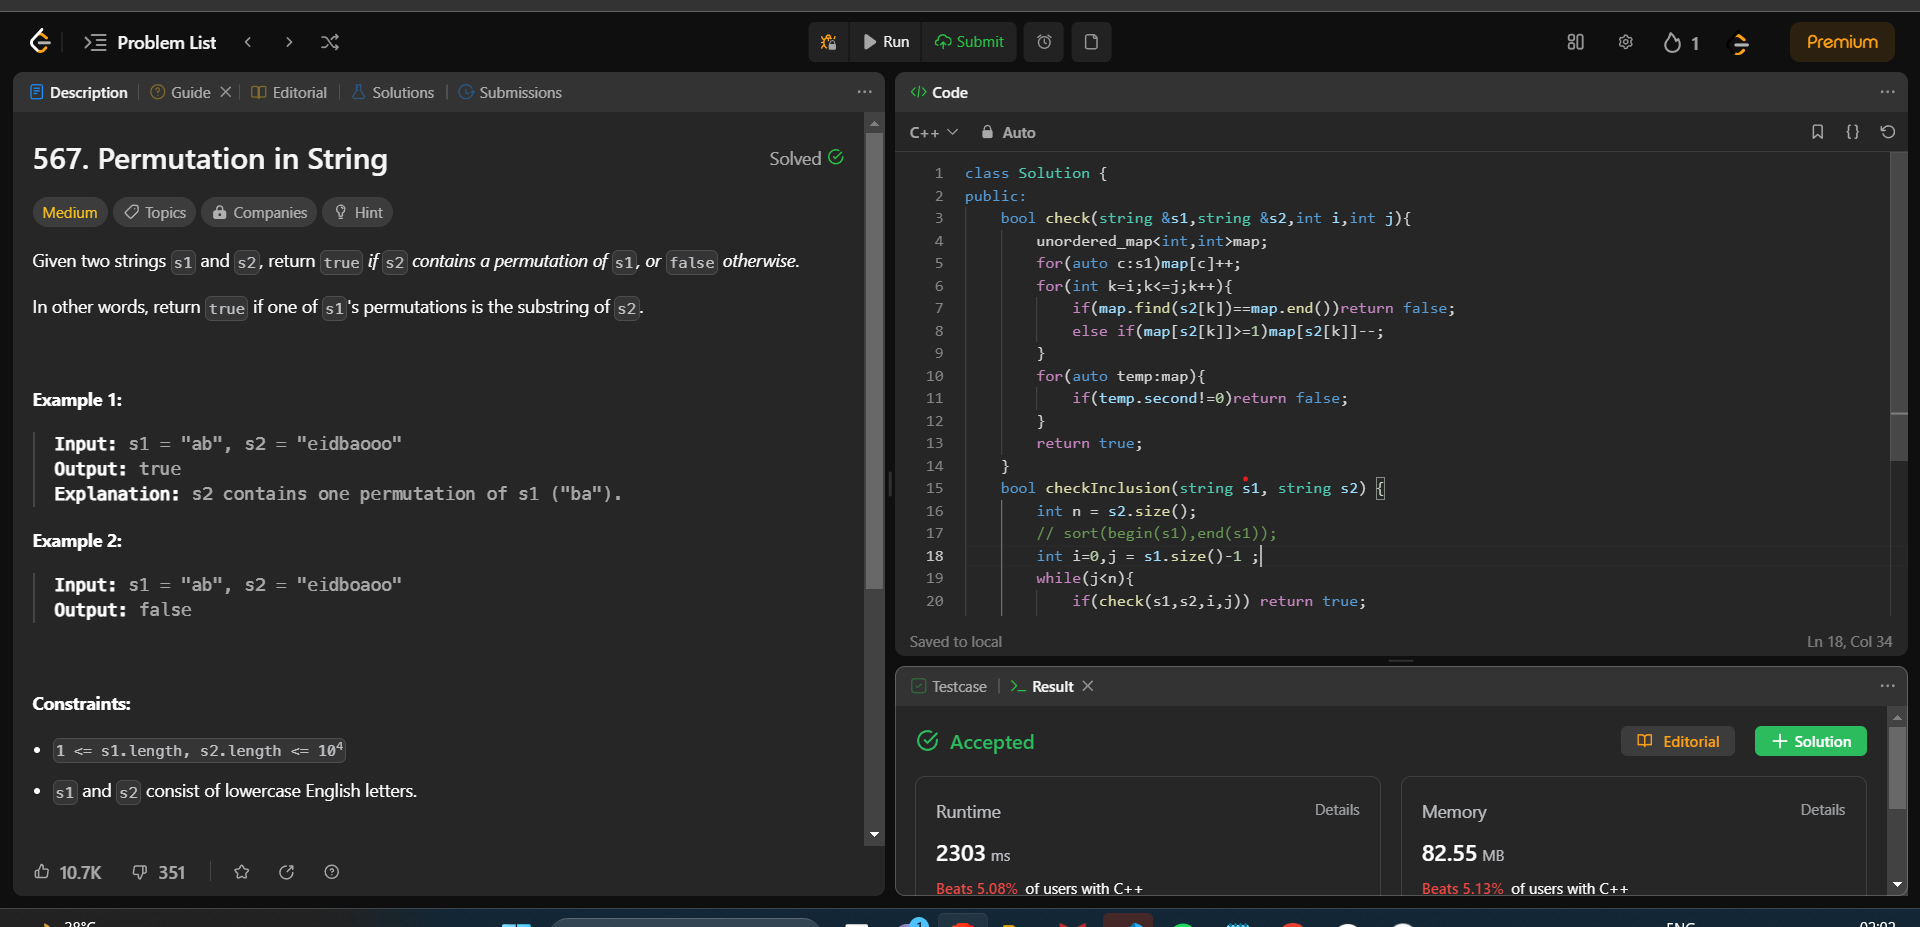 Problem List
Run
Submit
1
Premium
Description
Guide
Editorial
Solutions
Submissions
567. Permutation in String
Solved
Medium
Topics
Companies
Hint
Given two strings s1 and s2, return true if s2 contains a permutation of s1, or false otherwise.
In other words, return true if one of s1's permutations is the substring of s2.
Example 1:
Input: s1 = "ab", s2 = "eidbaooo"
Output: true
Explanation: s2 contains one permutation of s1 ("ba").
Example 2:
Input: s1 = "ab", s2 = "eidboaoo"
Output: false
Constraints:
• 1 <= s1.length, s2.length <= 10⁴
• s1 and s2 consist of lowercase English letters.
10.7K
351
Code
C++
Auto
1 class Solution {
2 public:
3 bool check(string &s1,string &s2,int i,int j){
4 unordered_map<int,int>map;
5 for(auto c:s1)map[c]++;
6 for(int k=i;k<=j;k++){
7 if(map.find(s2[k])==map.end())return false;
8 else if(map[s2[k]]>=1)map[s2[k]]--;
9 }
10 for(auto temp:map){
11 if(temp.second!=0)return false;
12 }
13 return true;
14 }
15 bool checkInclusion(string s1, string s2) {
16 int n = s2.size();
17 // sort(begin(s1),end(s1));
18 int i=0,j = s1.size()-1 ;
19 while(j<n){
20 if(check(s1,s2,i,j)) return true;
Saved to local
Ln 18, Col 34
Testcase
Result
Accepted
Editorial
Solution
Runtime
Details
2303 ms
Beats 5.08% of users with C++
Memory
Details
82.55 MB
Beats 5.13% of users with C++